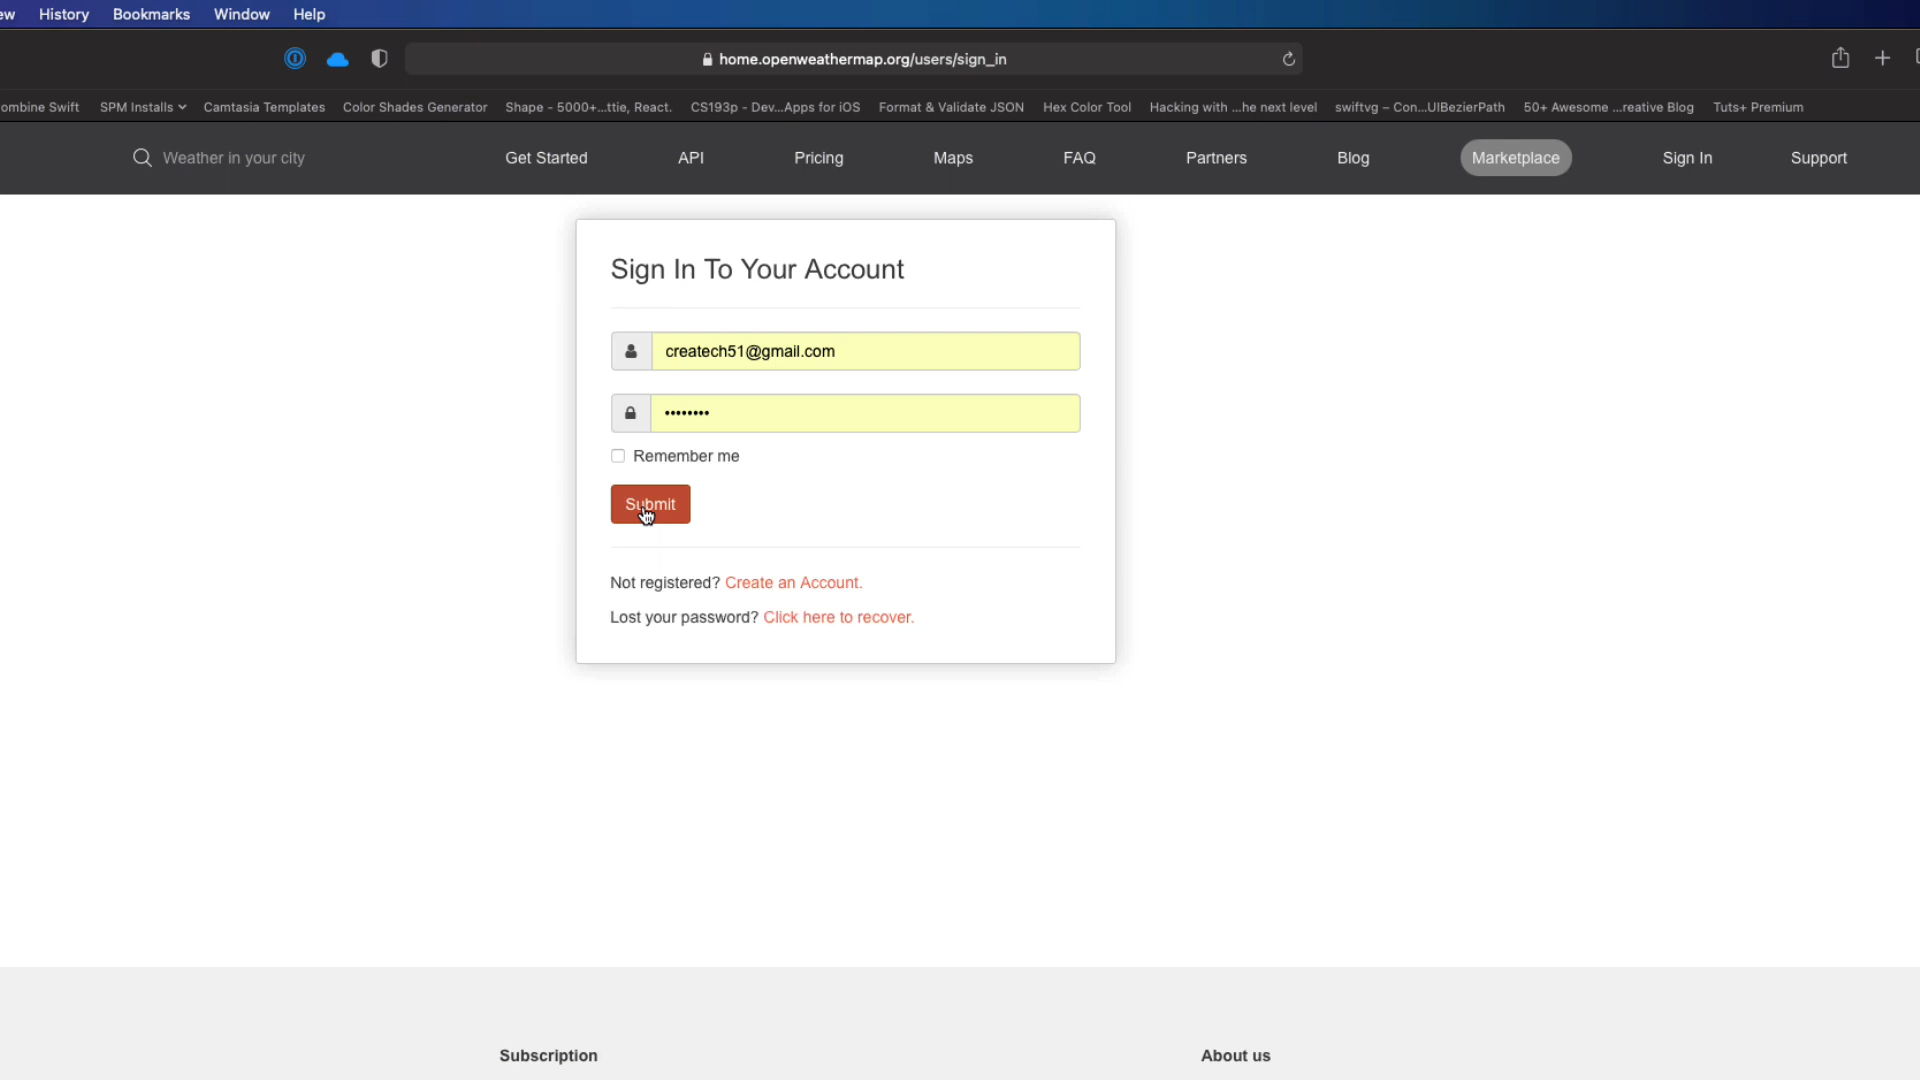 ew History Bookmarks Window Help
home.openweathermap.org/users/sign_in
ombine Swift SPM Installs Camtasia Templates Color Shades Generator Shape - 5000+...ttie, React. CS193p - Dev...Apps for iOS Format & Validate JSON Hex Color Tool Hacking with ...he next level swiftvg – Con...UIBezierPath 50+ Awesome ...reative Blog Tuts+ Premium
Weather in your city Get Started API Pricing Maps FAQ Partners Blog Marketplace Sign In Support
Sign In To Your Account
createch51@gmail.com
••••••••
Remember me
Submit
Not registered? Create an Account.
Lost your password? Click here to recover.
Subscription About us